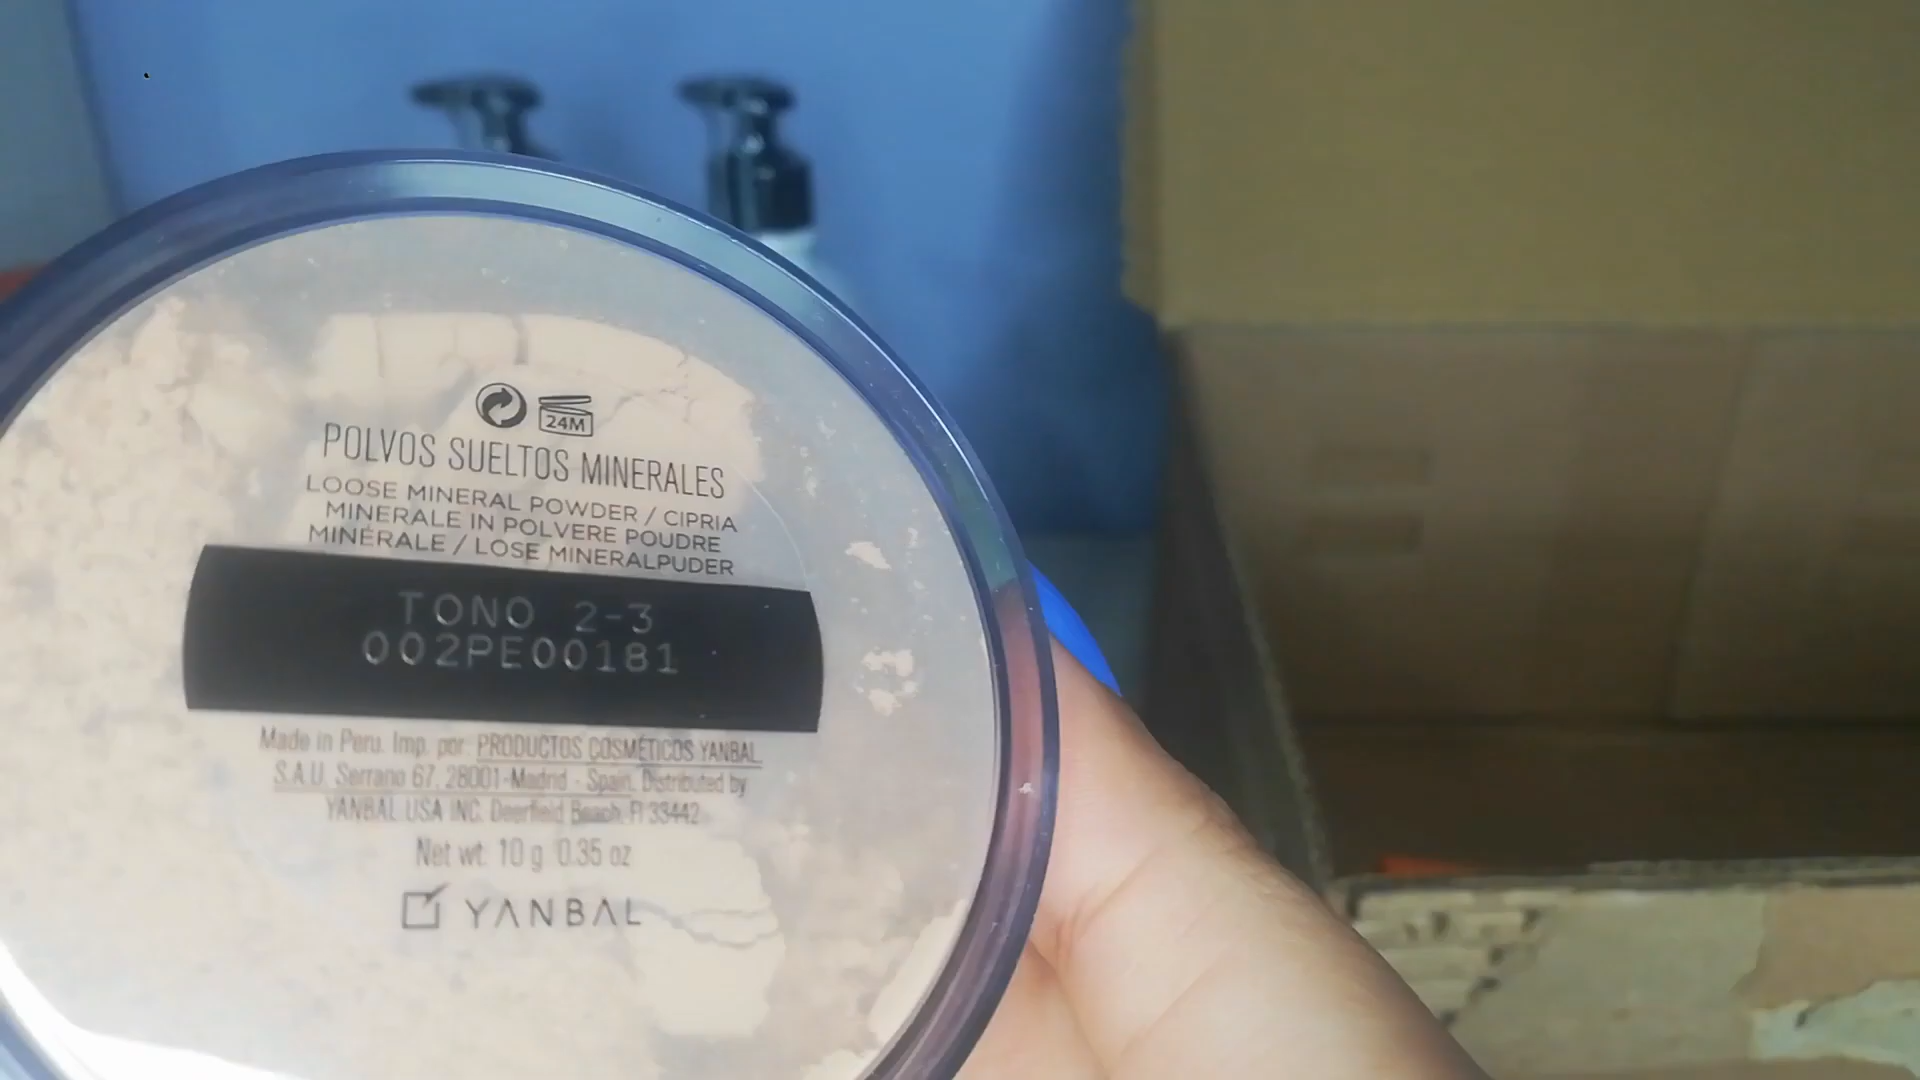 24M
POLVOS SUELTOS MINERALES
LOOSE MINERAL POWDER / CIPRIA
MINERALE IN POLVERE POUDRE
MINÉRALE / LOSE MINERALPUDER
TONO 2-3
002PE00181
Made in Peru. Imp. por: PRODUCTOS COSMÉTICOS YANBAL
S.A.U. Serrano 67, 28001-Madrid - Spain. Distributed by
YANBAL USA INC. Deerfield Beach, Fl 33442
Net wt. 10 g 0.35 oz
YANBAL